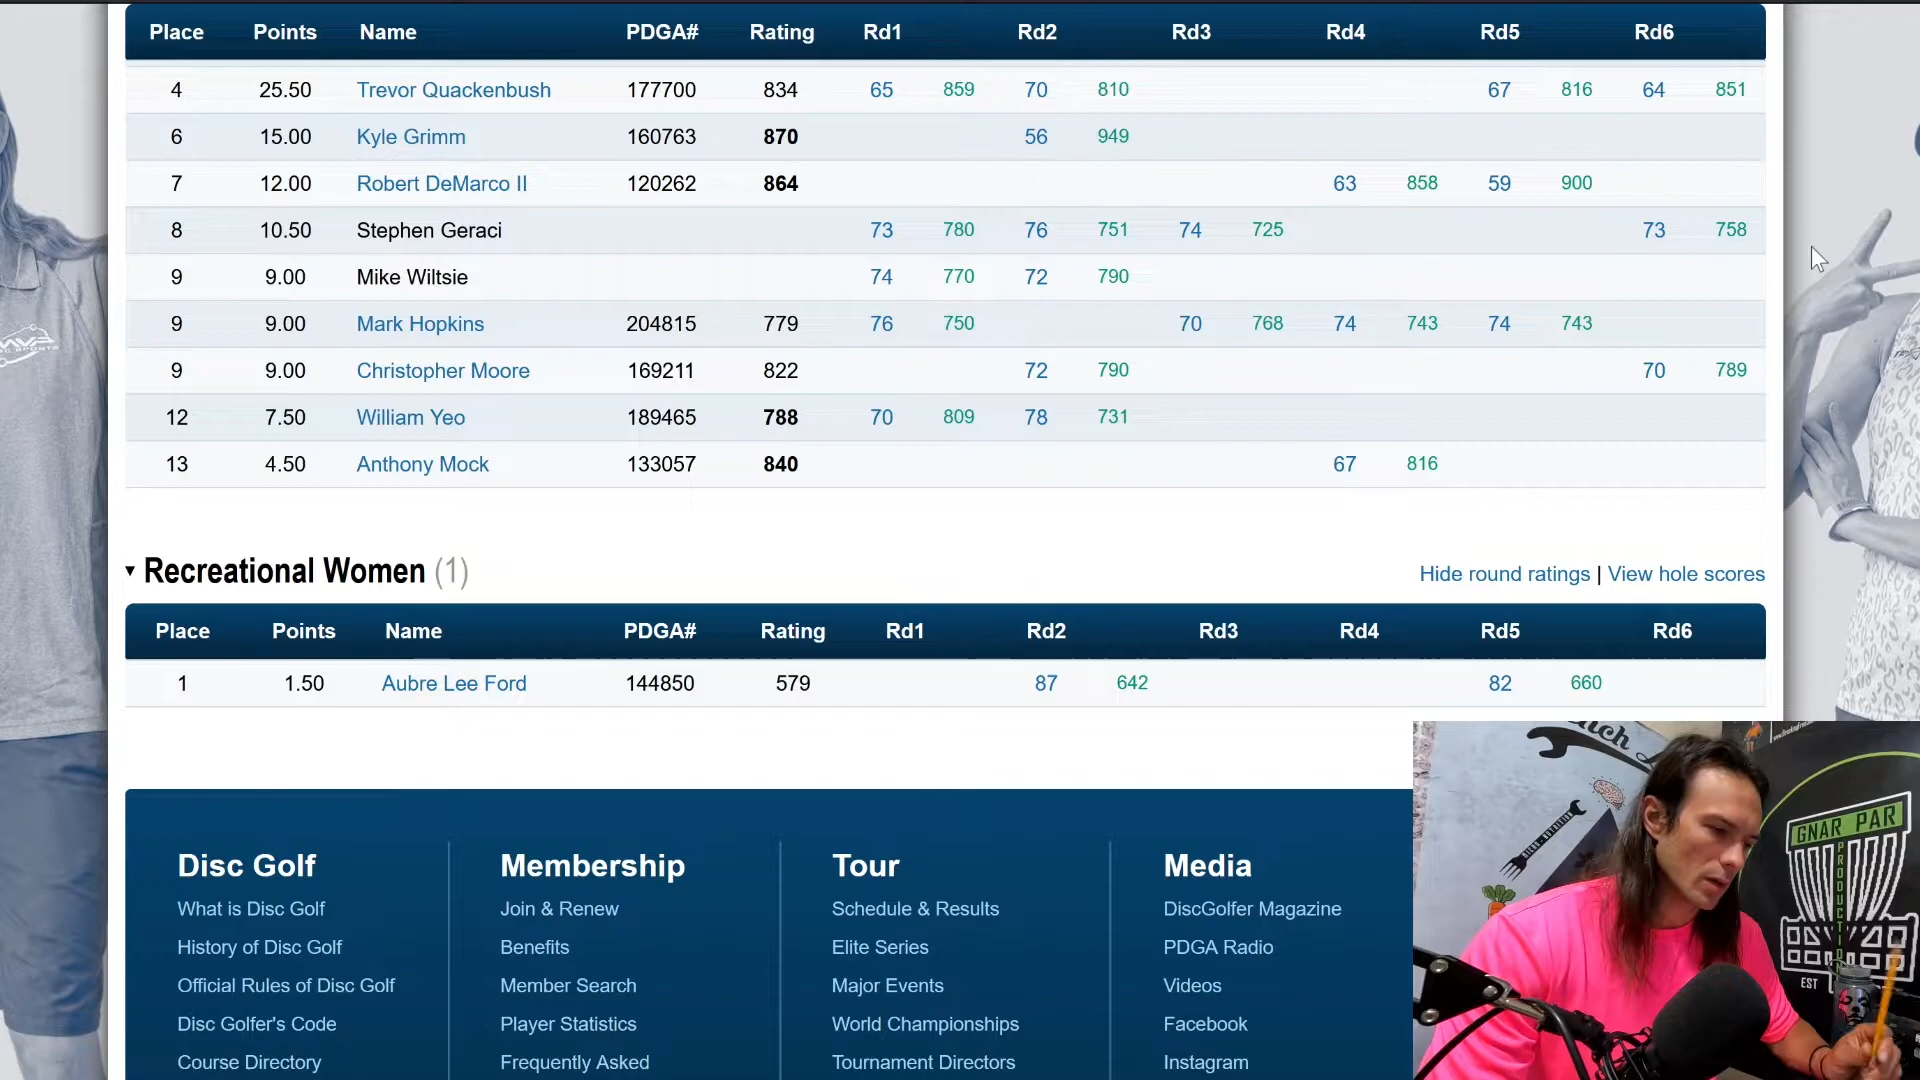 Place Points Name PDGA# Rating Rd1 Rd2 Rd3 Rd4 Rd5 Rd6
4 25.50 Trevor Quackenbush 177700 834 65 859 70 810 67 816 64 851
6 15.00 Kyle Grimm 160763 870 56 949
7 12.00 Robert DeMarco II 120262 864 63 858 59 900
8 10.50 Stephen Geraci 73 780 76 751 74 725 73 758
9 9.00 Mike Wiltsie 74 770 72 790
9 9.00 Mark Hopkins 204815 779 76 750 70 768 74 743 74 743
9 9.00 Christopher Moore 169211 822 72 790 70 789
12 7.50 William Yeo 189465 788 70 809 78 731
13 4.50 Anthony Mock 133057 840 67 816
Recreational Women (1)
Hide round ratings | View hole scores
Place Points Name PDGA# Rating Rd1 Rd2 Rd3 Rd4 Rd5 Rd6
1 1.50 Aubre Lee Ford 144850 579 87 642 82 660
Disc Golf Membership Tour Media
What is Disc Golf Join & Renew Schedule & Results DiscGolfer Magazine
History of Disc Golf Benefits Elite Series PDGA Radio
Official Rules of Disc Golf Member Search Major Events Videos
Disc Golfer's Code Player Statistics World Championships Facebook
Course Directory Frequently Asked Tournament Directors Instagram
GNAR PAR
PRODUCTION
EST